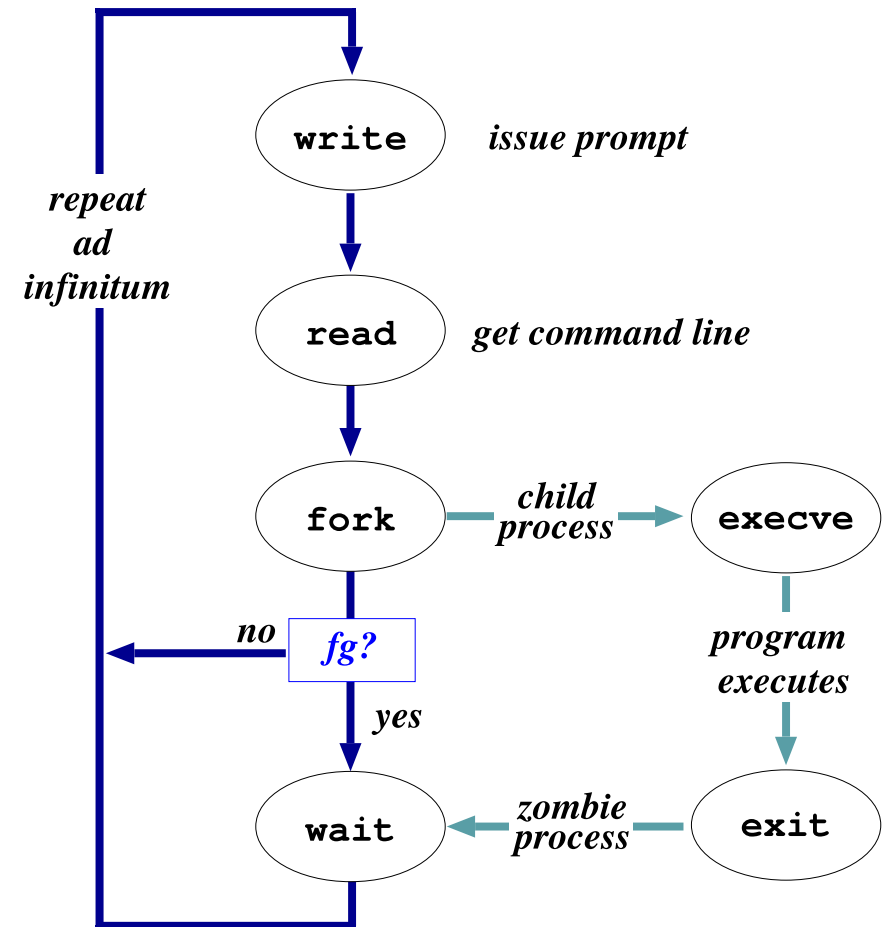 write
issue prompt
repeat
ad
infinitum
read
get command line
fork
child
process
execve
no
fg?
program
executes
yes
wait
zombie
process
exit